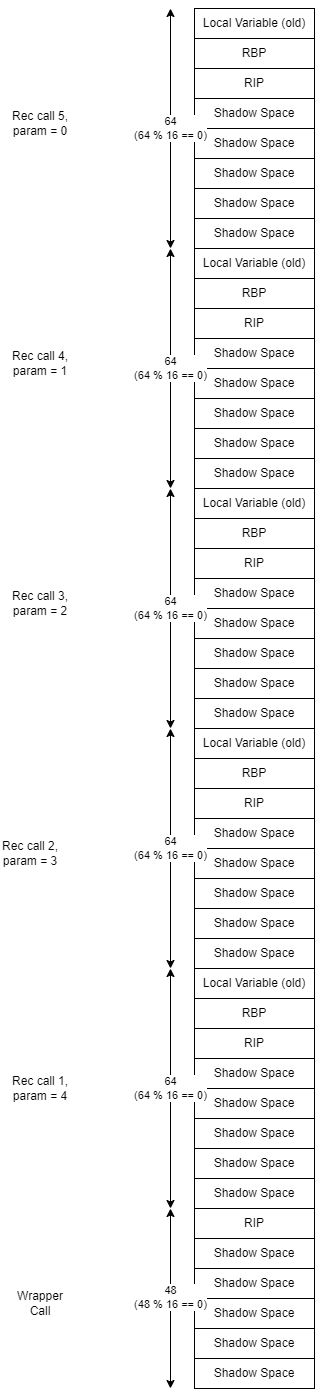 Rec call 5,
param = 0
64
(64 % 16 == 0)
Local Variable (old)
RBP
RIP
Shadow Space
Shadow Space
Shadow Space
Shadow Space
Shadow Space
Rec call 4,
param = 1
64
(64 % 16 == 0)
Local Variable (old)
RBP
RIP
Shadow Space
Shadow Space
Shadow Space
Shadow Space
Shadow Space
Rec call 3,
param = 2
64
(64 % 16 == 0)
Local Variable (old)
RBP
RIP
Shadow Space
Shadow Space
Shadow Space
Shadow Space
Shadow Space
Rec call 2,
param = 3
64
(64 % 16 == 0)
Local Variable (old)
RBP
RIP
Shadow Space
Shadow Space
Shadow Space
Shadow Space
Shadow Space
Rec call 1,
param = 4
64
(64 % 16 == 0)
Local Variable (old)
RBP
RIP
Shadow Space
Shadow Space
Shadow Space
Shadow Space
Shadow Space
Wrapper
Call
48
(48 % 16 == 0)
RIP
Shadow Space
Shadow Space
Shadow Space
Shadow Space
Shadow Space